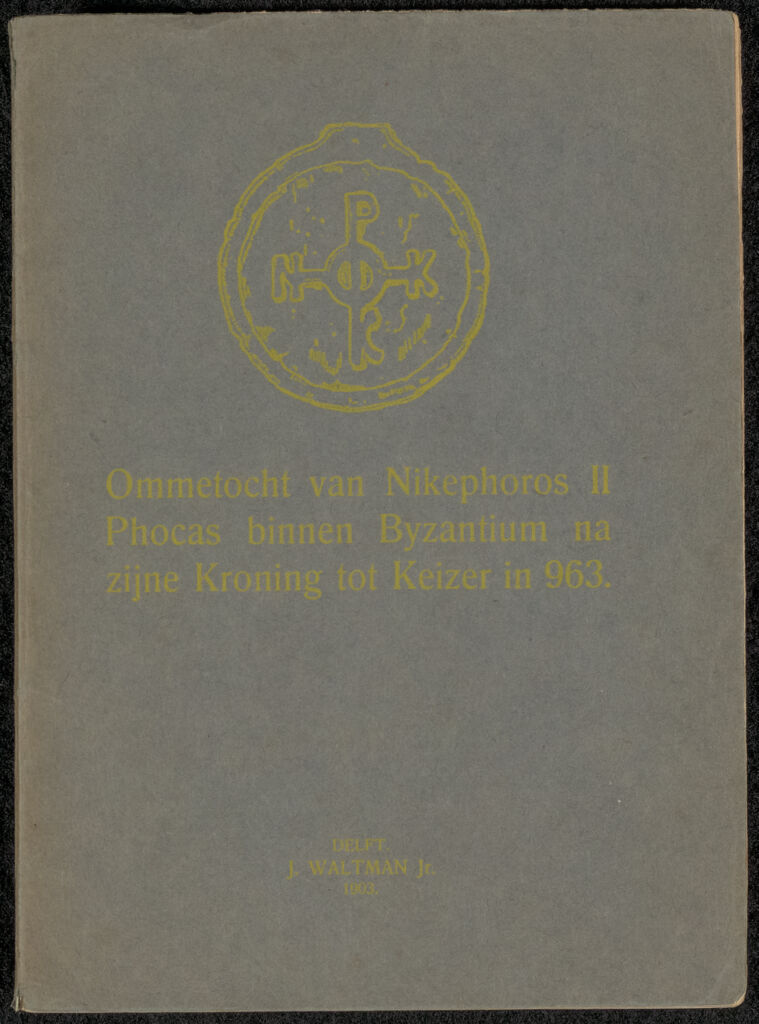 P
N Φ K
Ommetocht van Nikephoros II
Phocas binnen Byzantium na
zijne Kroning tot Keizer in 963.
DELFT.
J. WALTMAN Jr.
1903.